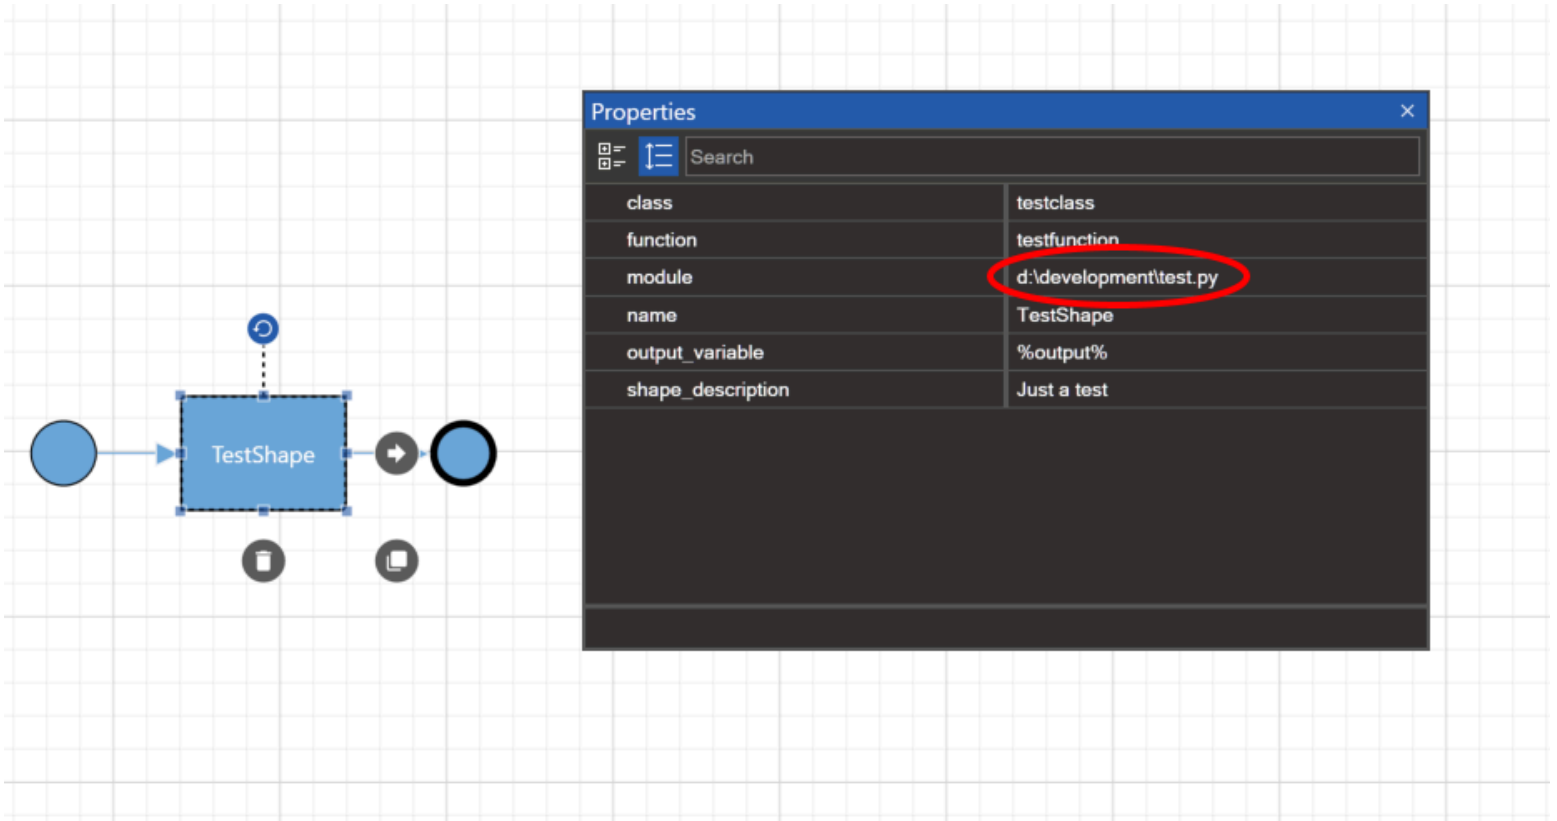 Properties
Search
class testclass
function testfunction
module d:\development\test.py
name TestShape
output_variable %output%
shape_description Just a test
TestShape